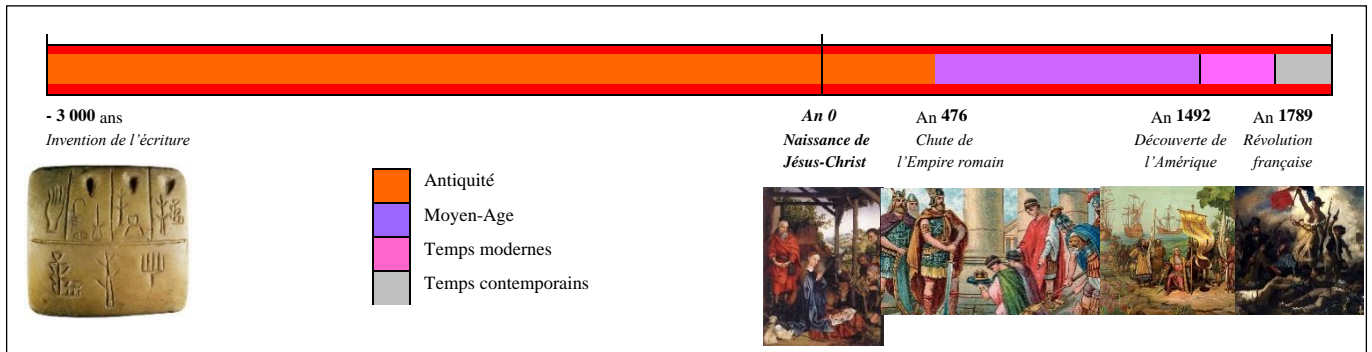 - 3 000 ans
Invention de l'écriture
An 0
Naissance de
Jésus-Christ
An 476
Chute de
l'Empire romain
An 1492
Découverte de
l'Amérique
An 1789
Révolution
française
Antiquité
Moyen-Age
Temps modernes
Temps contemporains